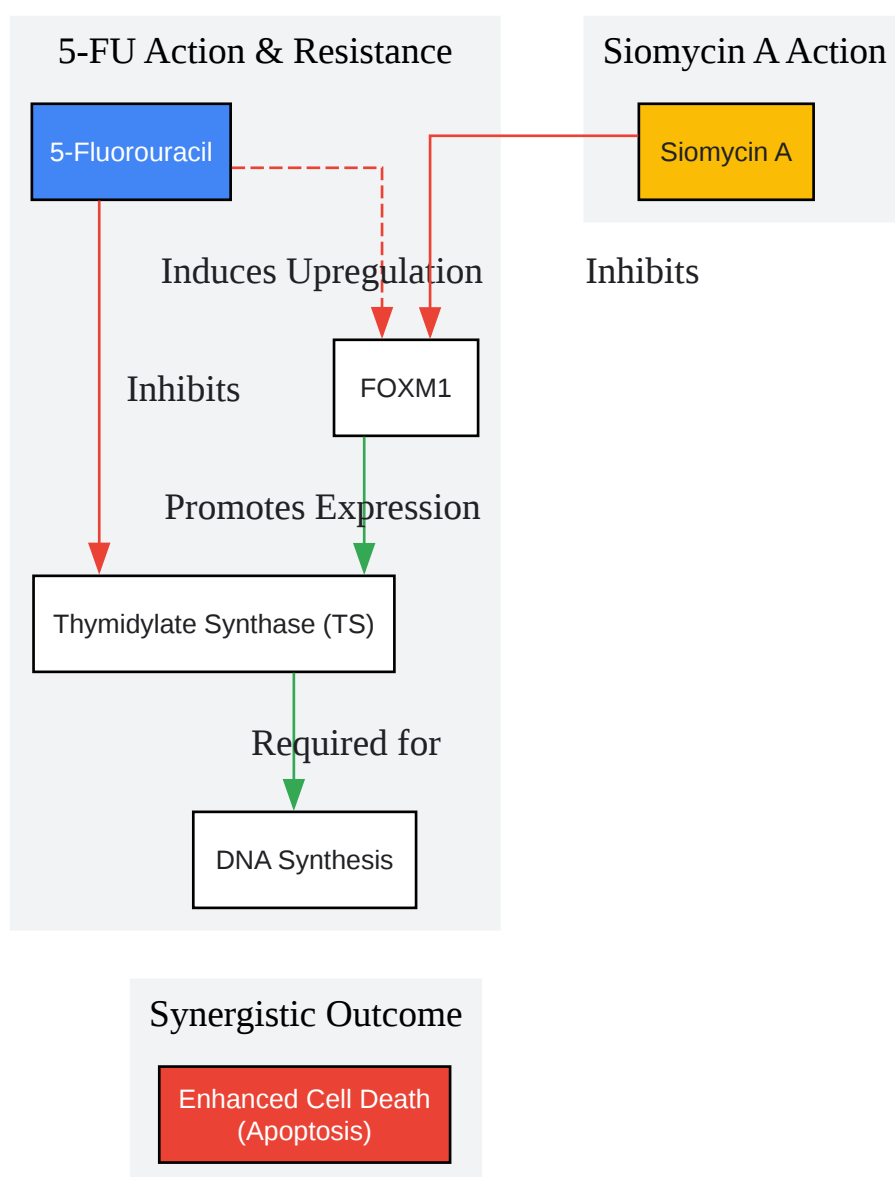 5-FU Action & Resistance
Siomycin A Action
5-Fluorouracil
Siomycin A
Induces Upregulation
Inhibits
Inhibits
FOXM1
Promotes Expression
Thymidylate Synthase (TS)
Required for
DNA Synthesis
Synergistic Outcome
Enhanced Cell Death
(Apoptosis)